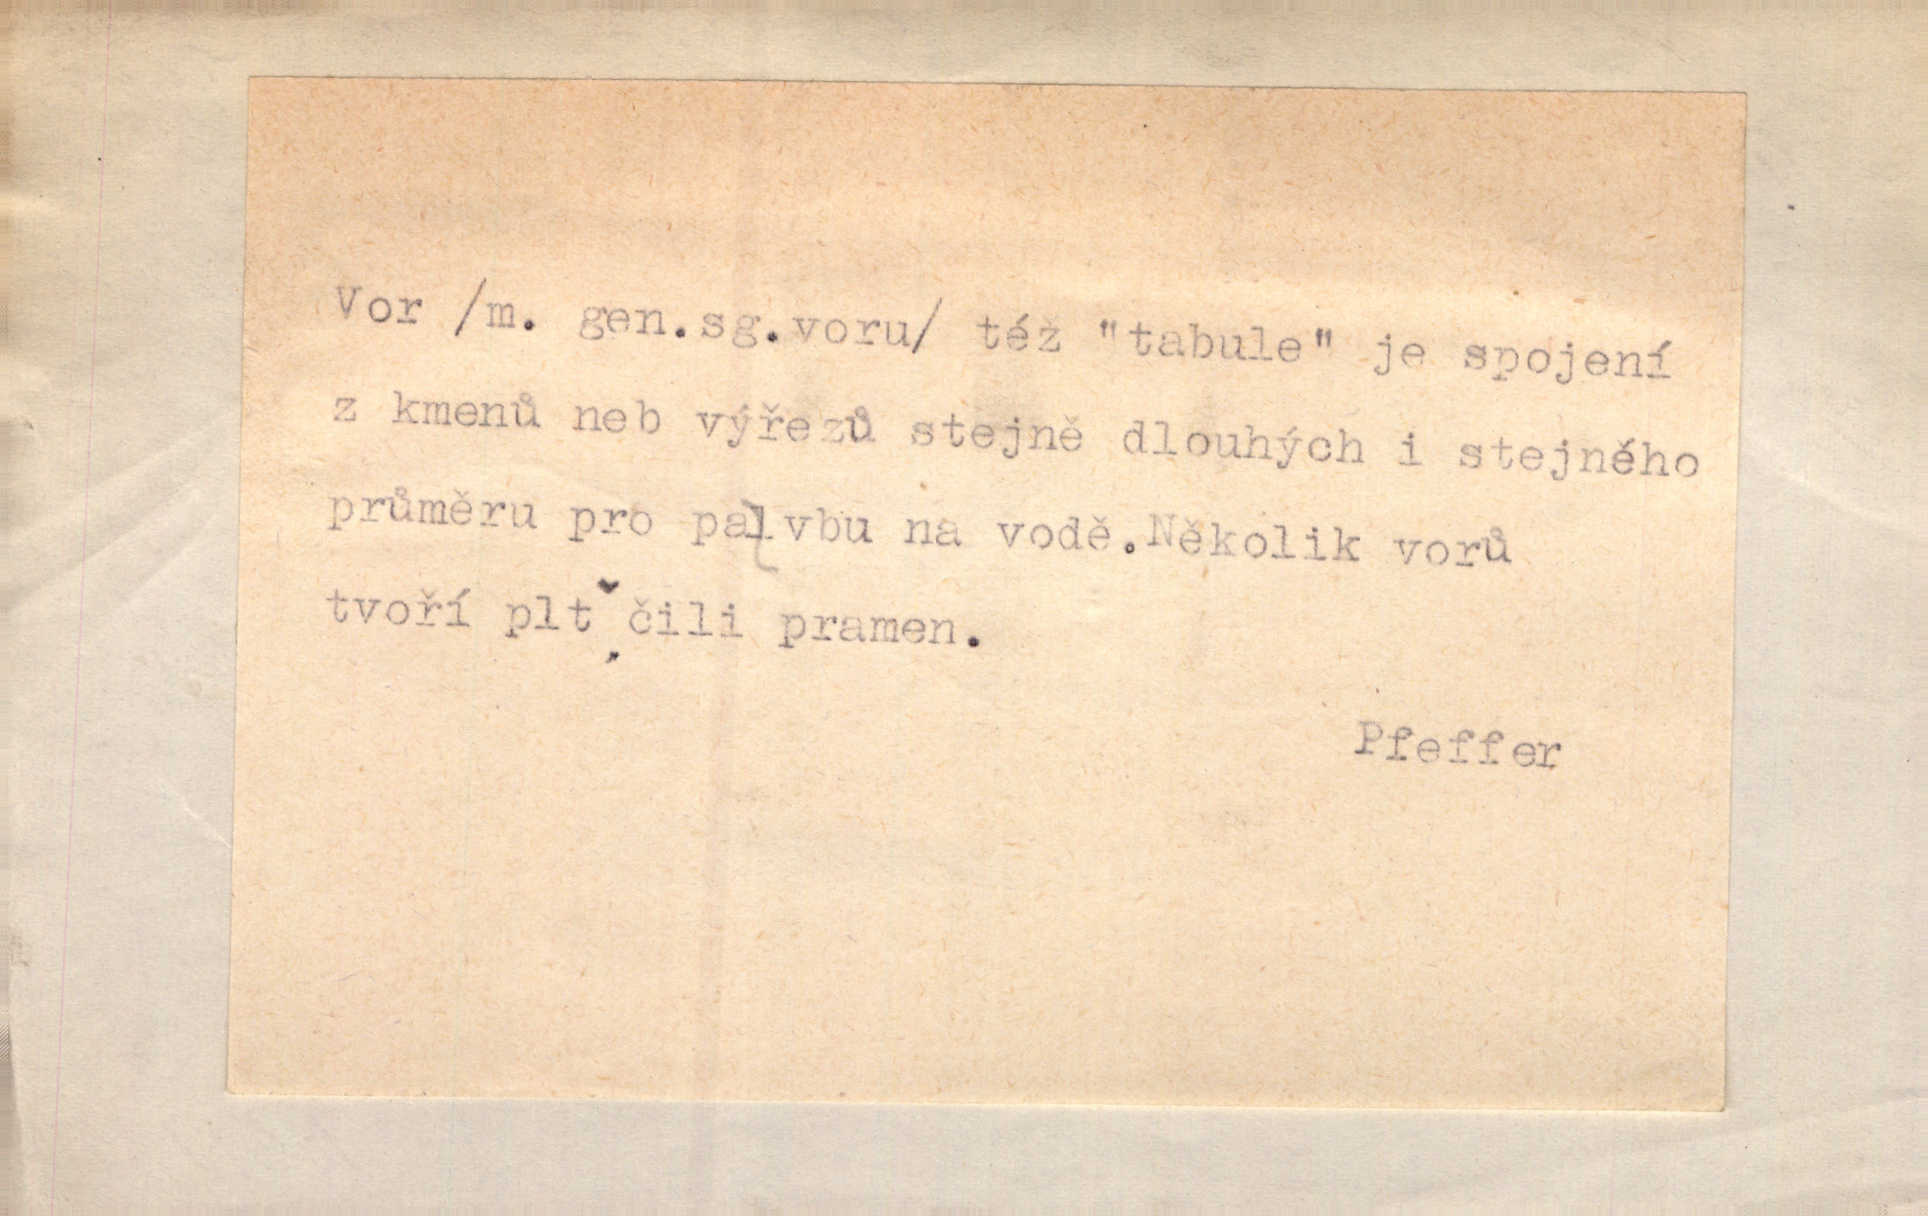 Vor /m. gen.sg.voru/ též "tabule" je spojení
z kmenů neb výřezů stejně dlouhých i stejného
průměru pro palvbu na vodě.Několik vorů
tvoří pltˇ čili pramen.
Pfeffer